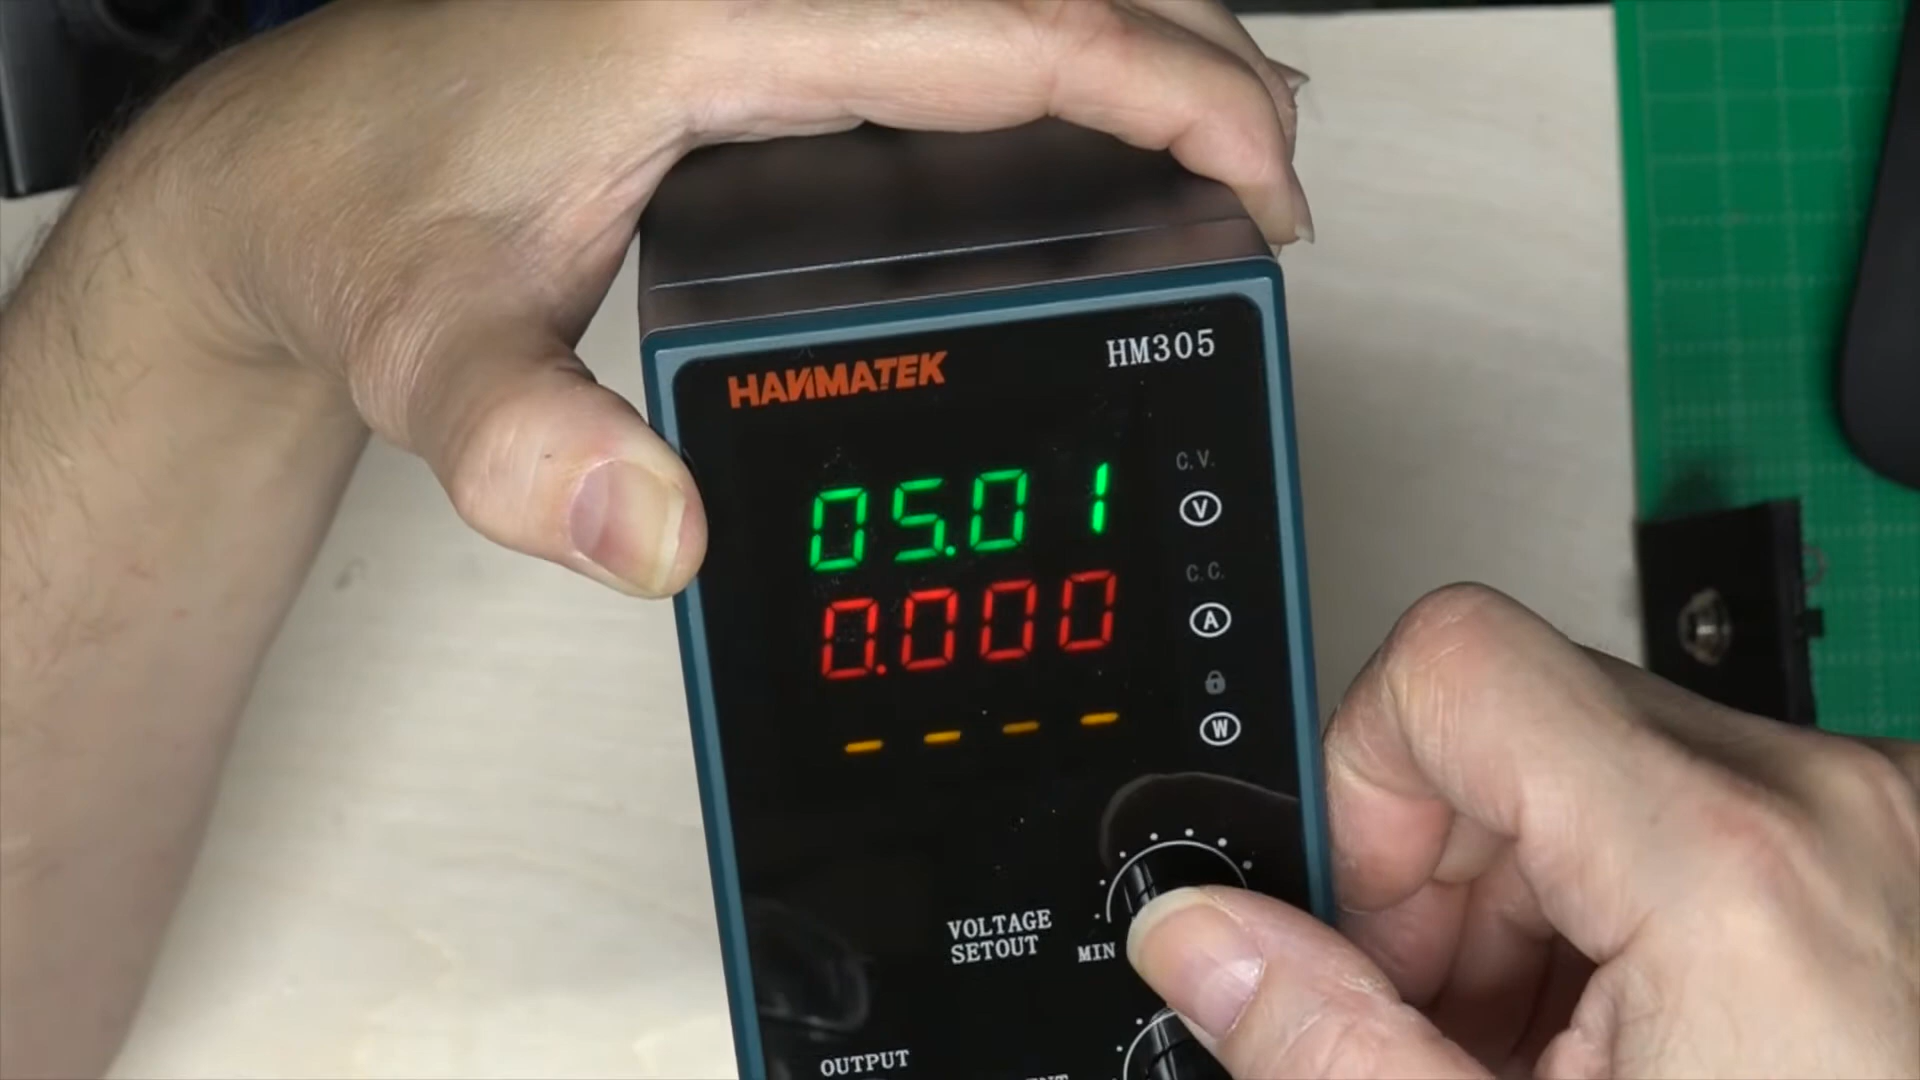 HANMATEK
HM305
C.V.
05.01
V
C.C.
0.000
A
----
W
VOLTAGE
SETOUT
MIN
OUTPUT